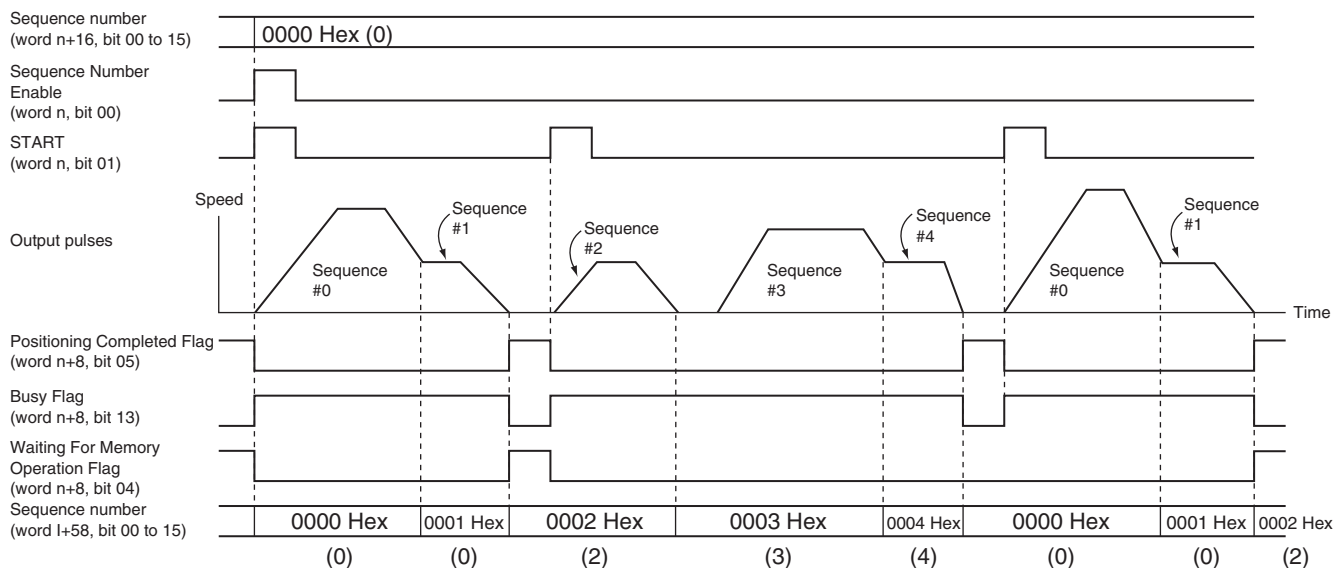 Sequence number
(word n+16, bit 00 to 15)
0000 Hex (0)
Sequence Number
Enable
(word n, bit 00)
START
(word n, bit 01)
Speed
Output pulses
Sequence
#0
Sequence
#1
Sequence
#2
Sequence
#3
Sequence
#4
Sequence
#0
Sequence
#1
Time
Positioning Completed Flag
(word n+8, bit 05)
Busy Flag
(word n+8, bit 13)
Waiting For Memory
Operation Flag
(word n+8, bit 04)
Sequence number
(word I+58, bit 00 to 15)
0000 Hex 0001 Hex 0002 Hex 0003 Hex 0004 Hex 0000 Hex 0001 Hex 0002 Hex
(0) (0) (2) (3) (4) (0) (0) (2)